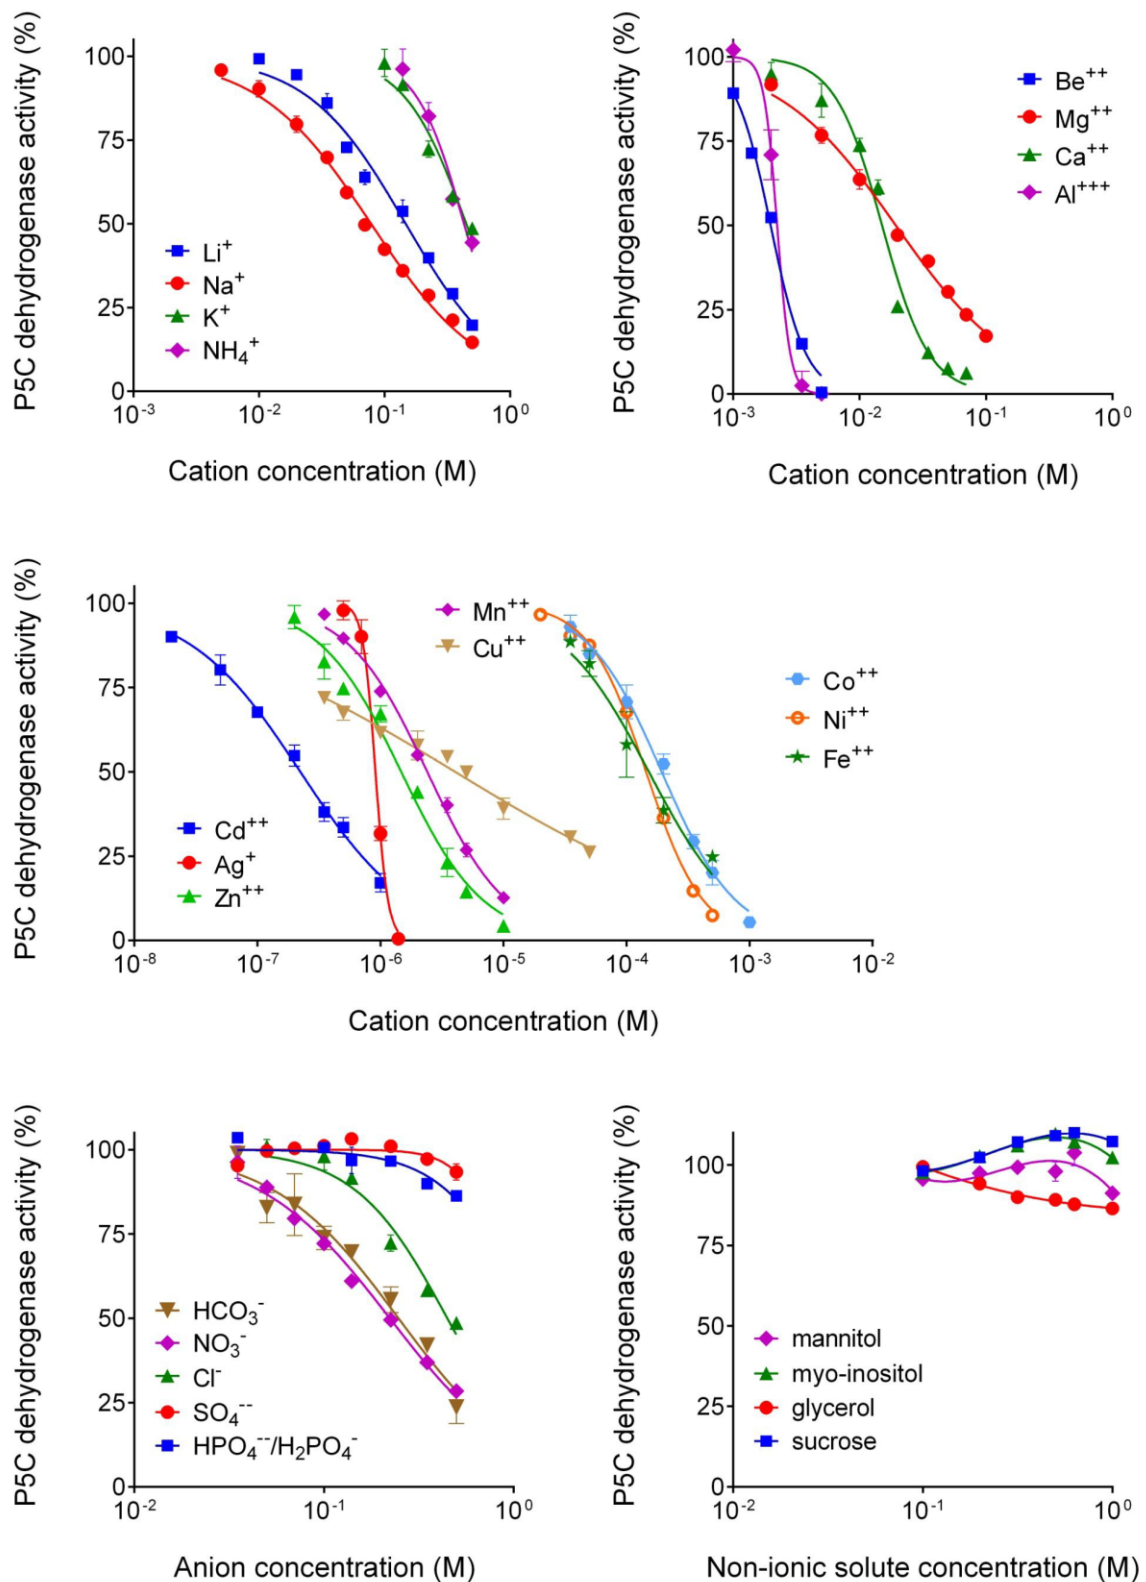 P5C dehydrogenase activity (%)
100
75
50
25
0
Li⁺
Na⁺
K⁺
NH₄⁺
10⁻³ 10⁻² 10⁻¹ 10⁰
Cation concentration (M)
P5C dehydrogenase activity (%)
100
75
50
25
0
Be⁺⁺
Mg⁺⁺
Ca⁺⁺
Al⁺⁺⁺
10⁻³ 10⁻² 10⁻¹ 10⁰
Cation concentration (M)
P5C dehydrogenase activity (%)
100
75
50
25
0
Mn⁺⁺
Cu⁺⁺
Co⁺⁺
Ni⁺⁺
Fe⁺⁺
Cd⁺⁺
Ag⁺
Zn⁺⁺
10⁻⁸ 10⁻⁷ 10⁻⁶ 10⁻⁵ 10⁻⁴ 10⁻³ 10⁻²
Cation concentration (M)
P5C dehydrogenase activity (%)
100
75
50
25
0
HCO₃⁻
NO₃⁻
Cl⁻
SO₄⁻⁻
HPO₄⁻⁻/H₂PO₄⁻
10⁻² 10⁻¹ 10⁰
Anion concentration (M)
P5C dehydrogenase activity (%)
100
75
50
25
0
mannitol
myo-inositol
glycerol
sucrose
10⁻² 10⁻¹ 10⁰
Non-ionic solute concentration (M)